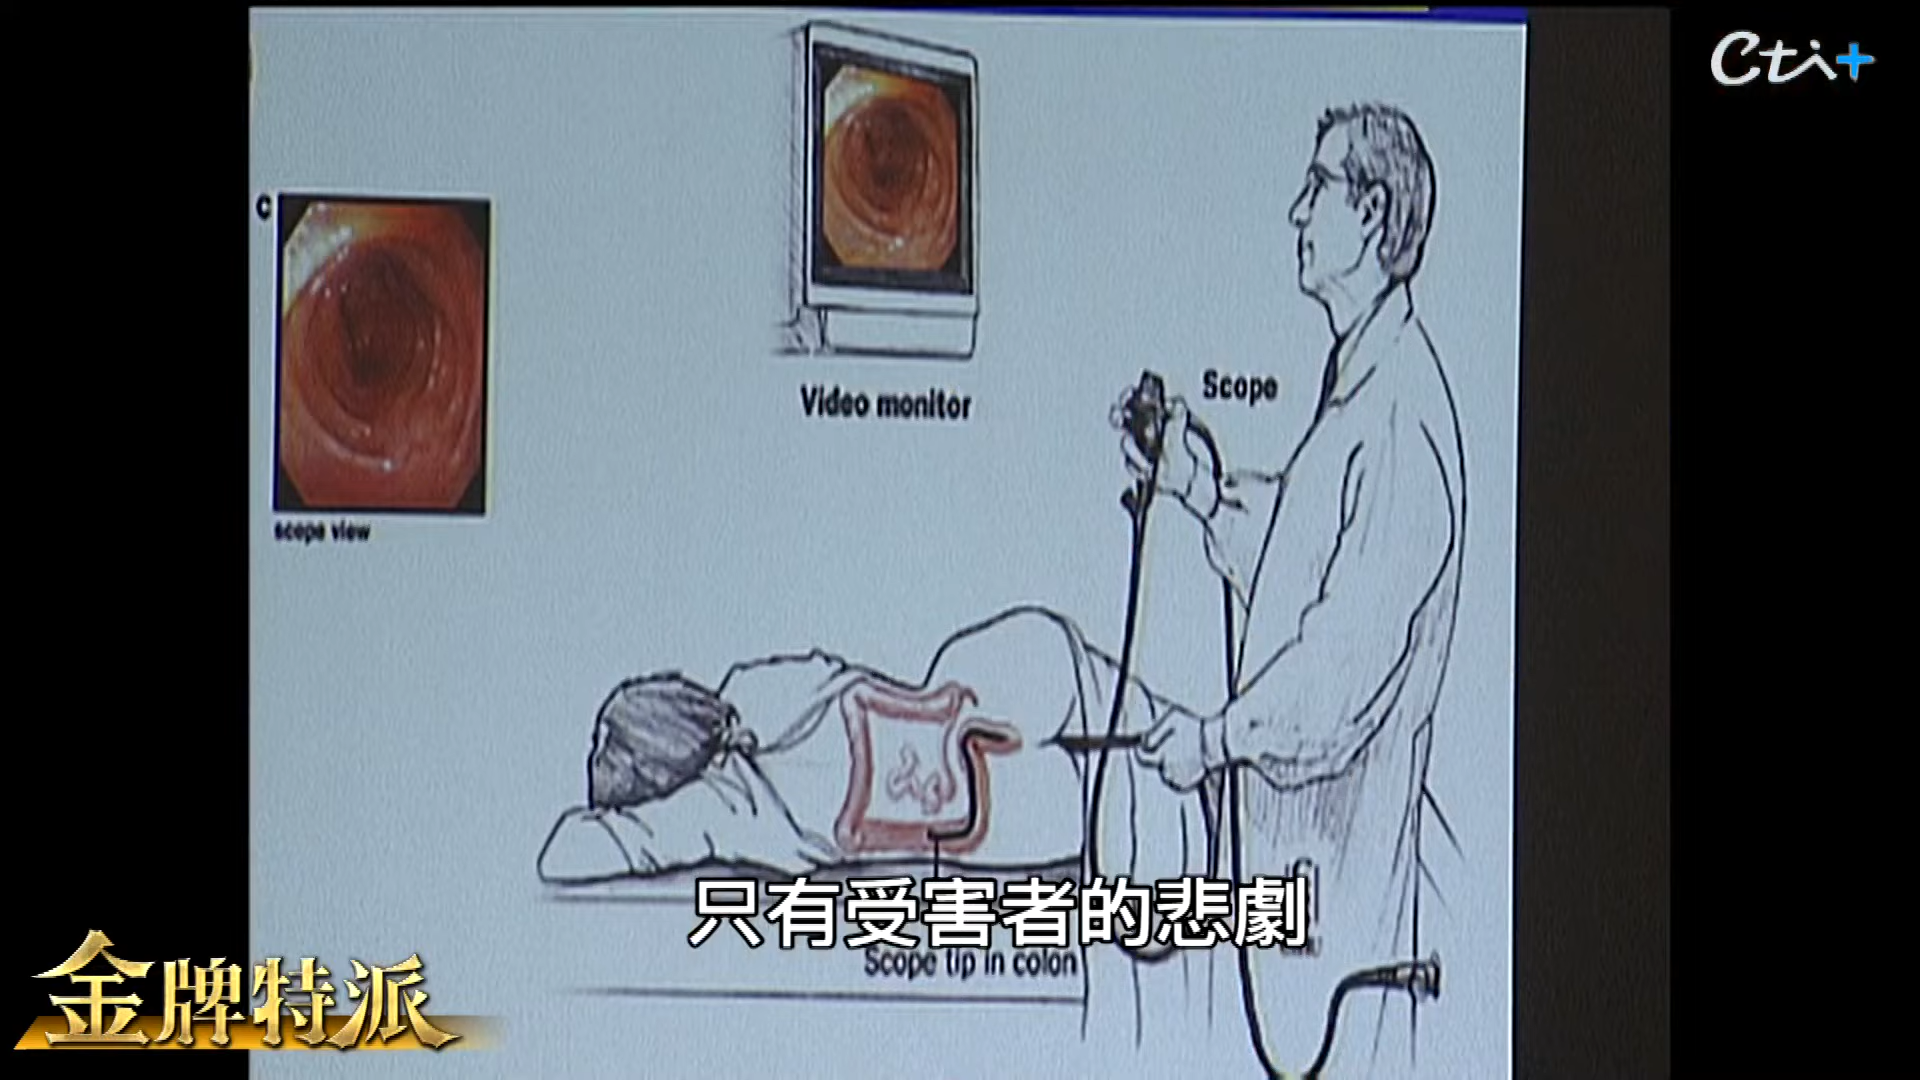 Cti+
C
scope view
Video monitor
Scope
只有受害者的悲劇
Scope tip in colon
金牌特派